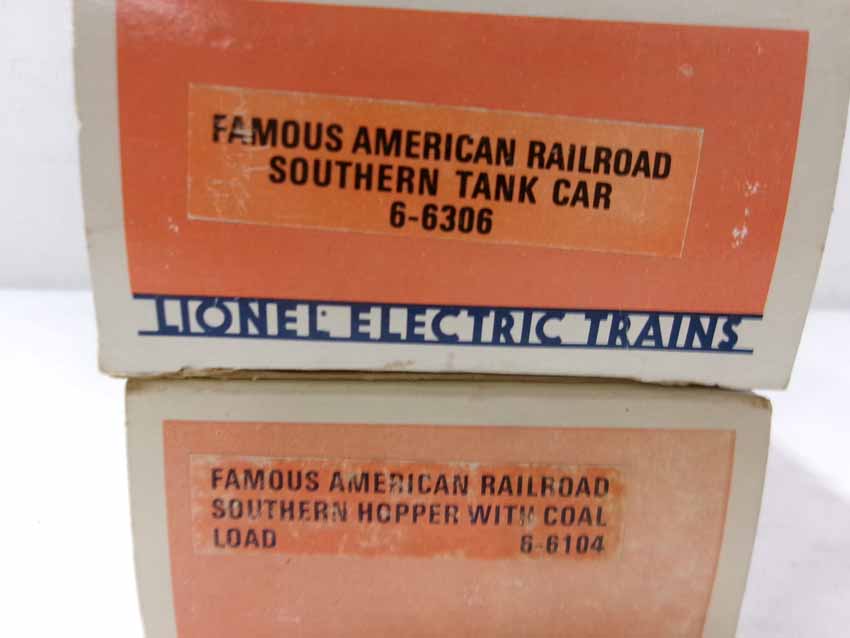 FAMOUS AMERICAN RAILROAD
SOUTHERN TANK CAR
6-6306
LIONEL ELECTRIC TRAINS
FAMOUS AMERICAN RAILROAD
SOUTHERN HOPPER WITH COAL
LOAD 6-6104